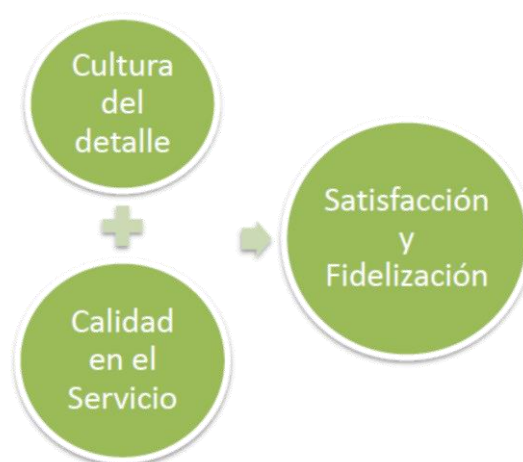 Cultura
del
detalle
Calidad
en el
Servicio
Satisfacción
y
Fidelización